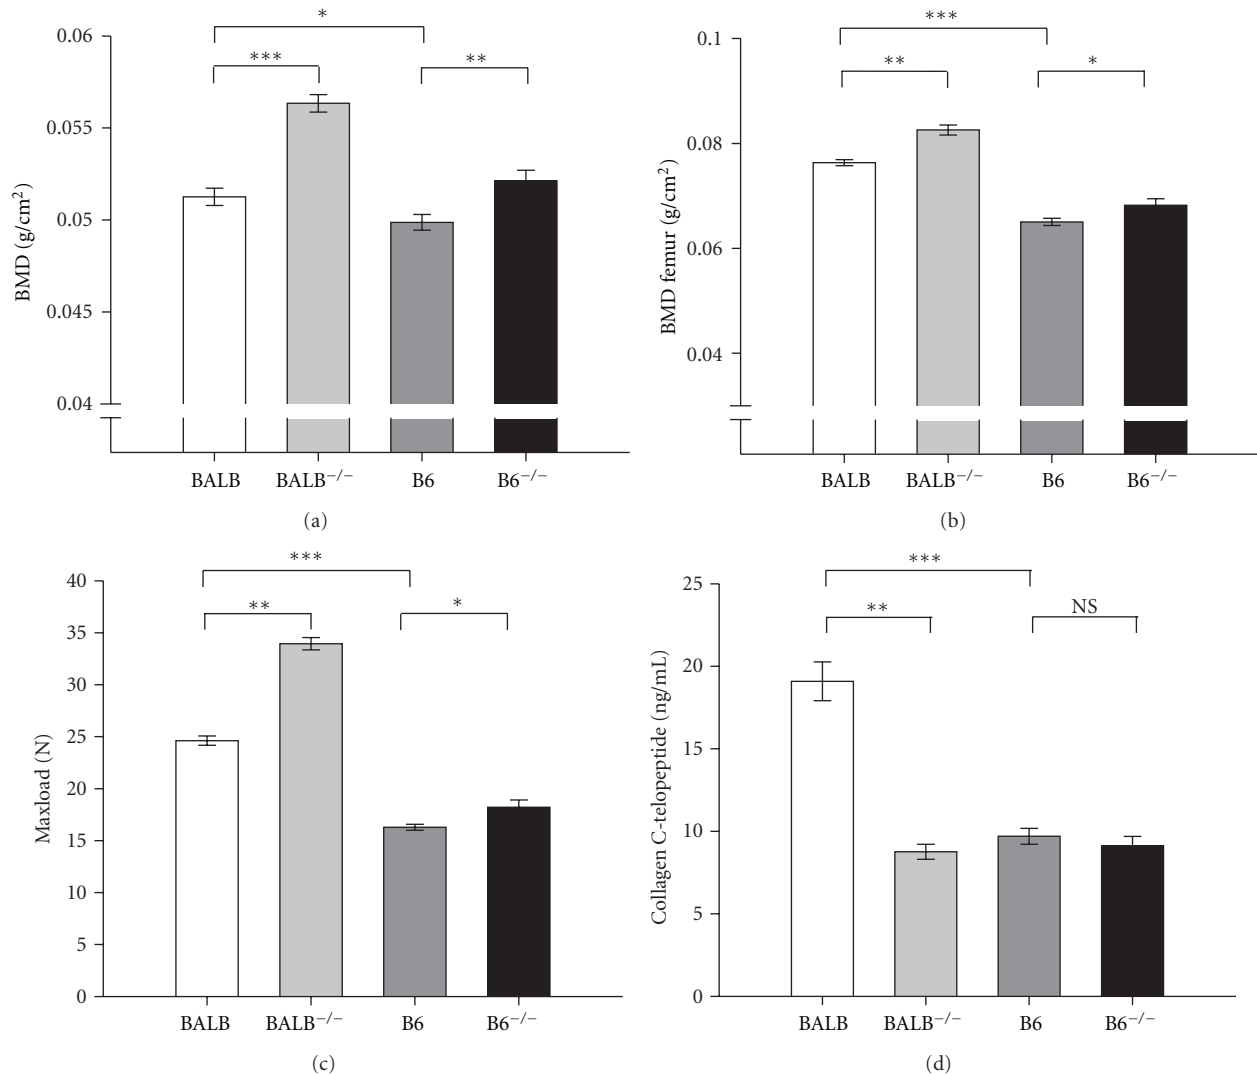 *
***
**
0.06
0.055
0.05
0.045
0.04
BMD (g/cm²)
BALB
BALB⁻/⁻
B6
B6⁻/⁻
(a)
***
**
*
0.1
0.08
0.06
0.04
BMD femur (g/cm²)
BALB
BALB⁻/⁻
B6
B6⁻/⁻
(b)
***
**
*
40
35
30
25
20
15
10
5
0
Maxload (N)
BALB
BALB⁻/⁻
B6
B6⁻/⁻
(c)
***
**
NS
25
20
15
10
5
0
Collagen C-telopeptide (ng/mL)
BALB
BALB⁻/⁻
B6
B6⁻/⁻
(d)